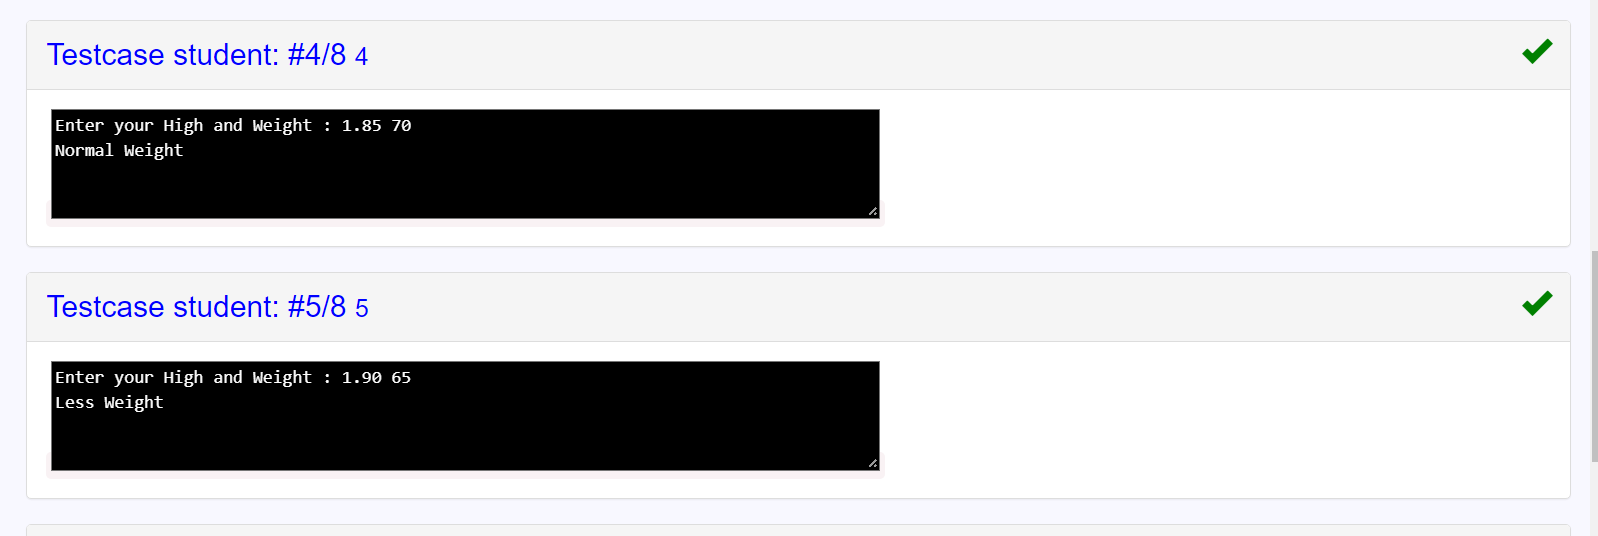 Testcase student: #4/8 4
Enter your High and Weight : 1.85 70
Normal Weight
Testcase student: #5/8 5
Enter your High and Weight : 1.90 65
Less Weight